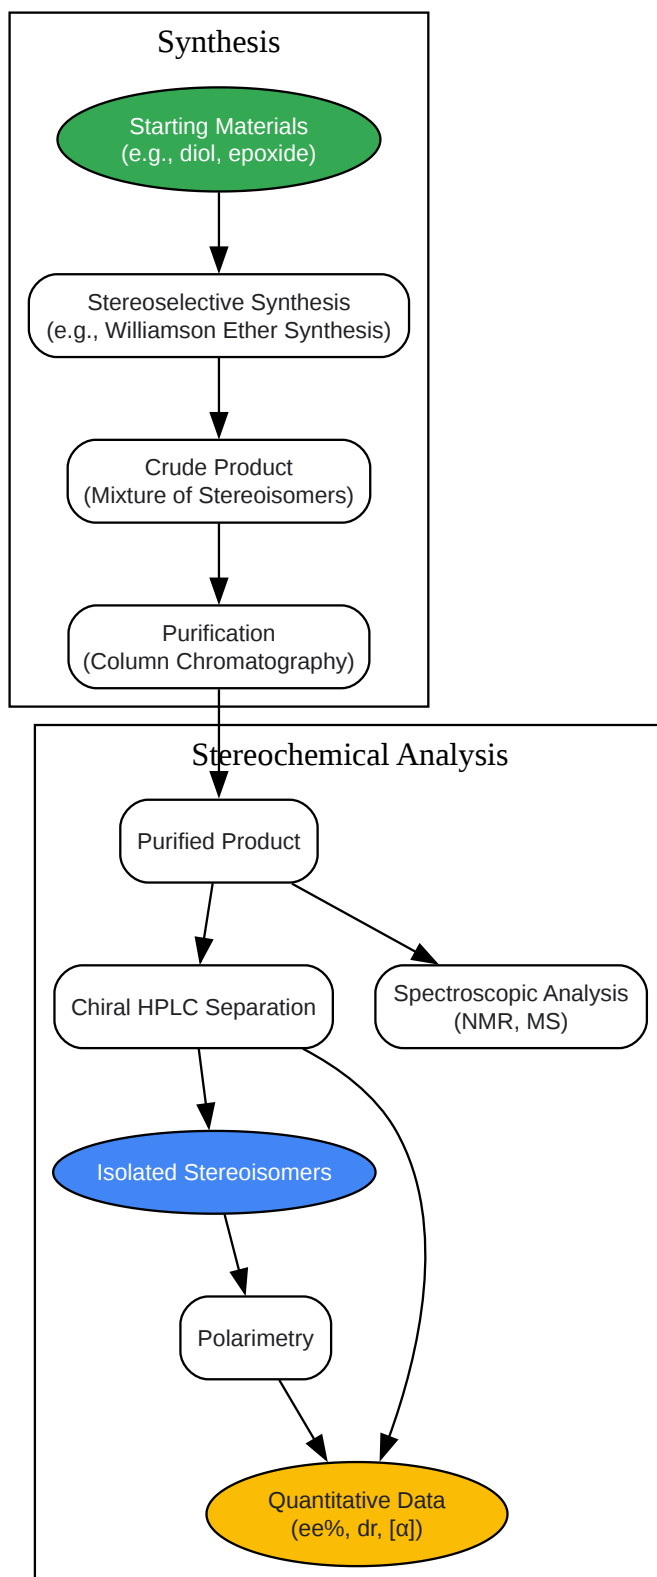 Synthesis
Starting Materials
(e.g., diol, epoxide)
Stereoselective Synthesis
(e.g., Williamson Ether Synthesis)
Crude Product
(Mixture of Stereoisomers)
Purification
(Column Chromatography)
Stereochemical Analysis
Purified Product
Chiral HPLC Separation
Spectroscopic Analysis
(NMR, MS)
Isolated Stereoisomers
Polarimetry
Quantitative Data
(ee%, dr, [α])